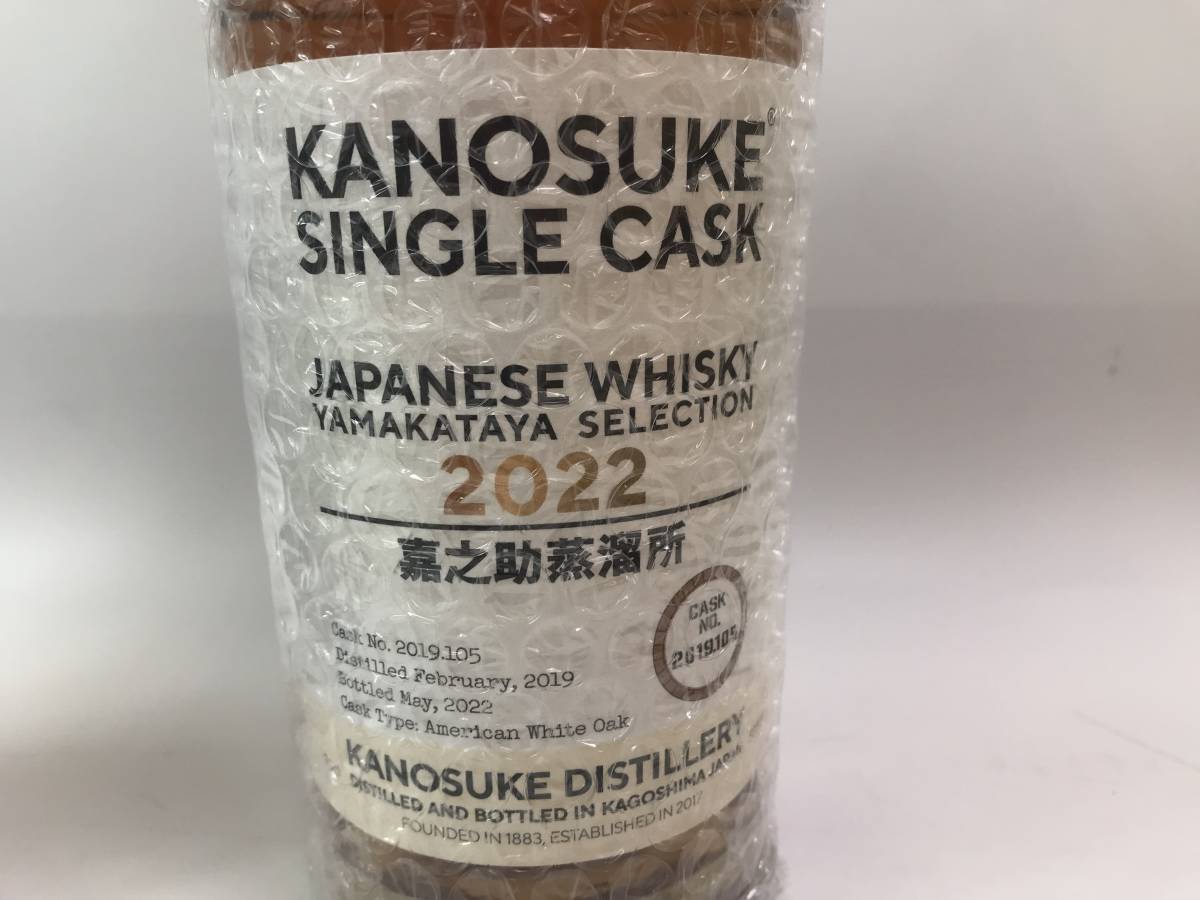 KANOSUKE®
SINGLE CASK
JAPANESE WHISKY
YAMAKATAYA SELECTION
2022
嘉之助蒸溜所
Cask No. 2019.105
Distilled February, 2019
Bottled May, 2022
Cask Type: American White Oak
CASK
NO.
2019.105
KANOSUKE DISTILLERY
DISTILLED AND BOTTLED IN KAGOSHIMA JAPAN
FOUNDED IN 1883, ESTABLISHED IN 2017